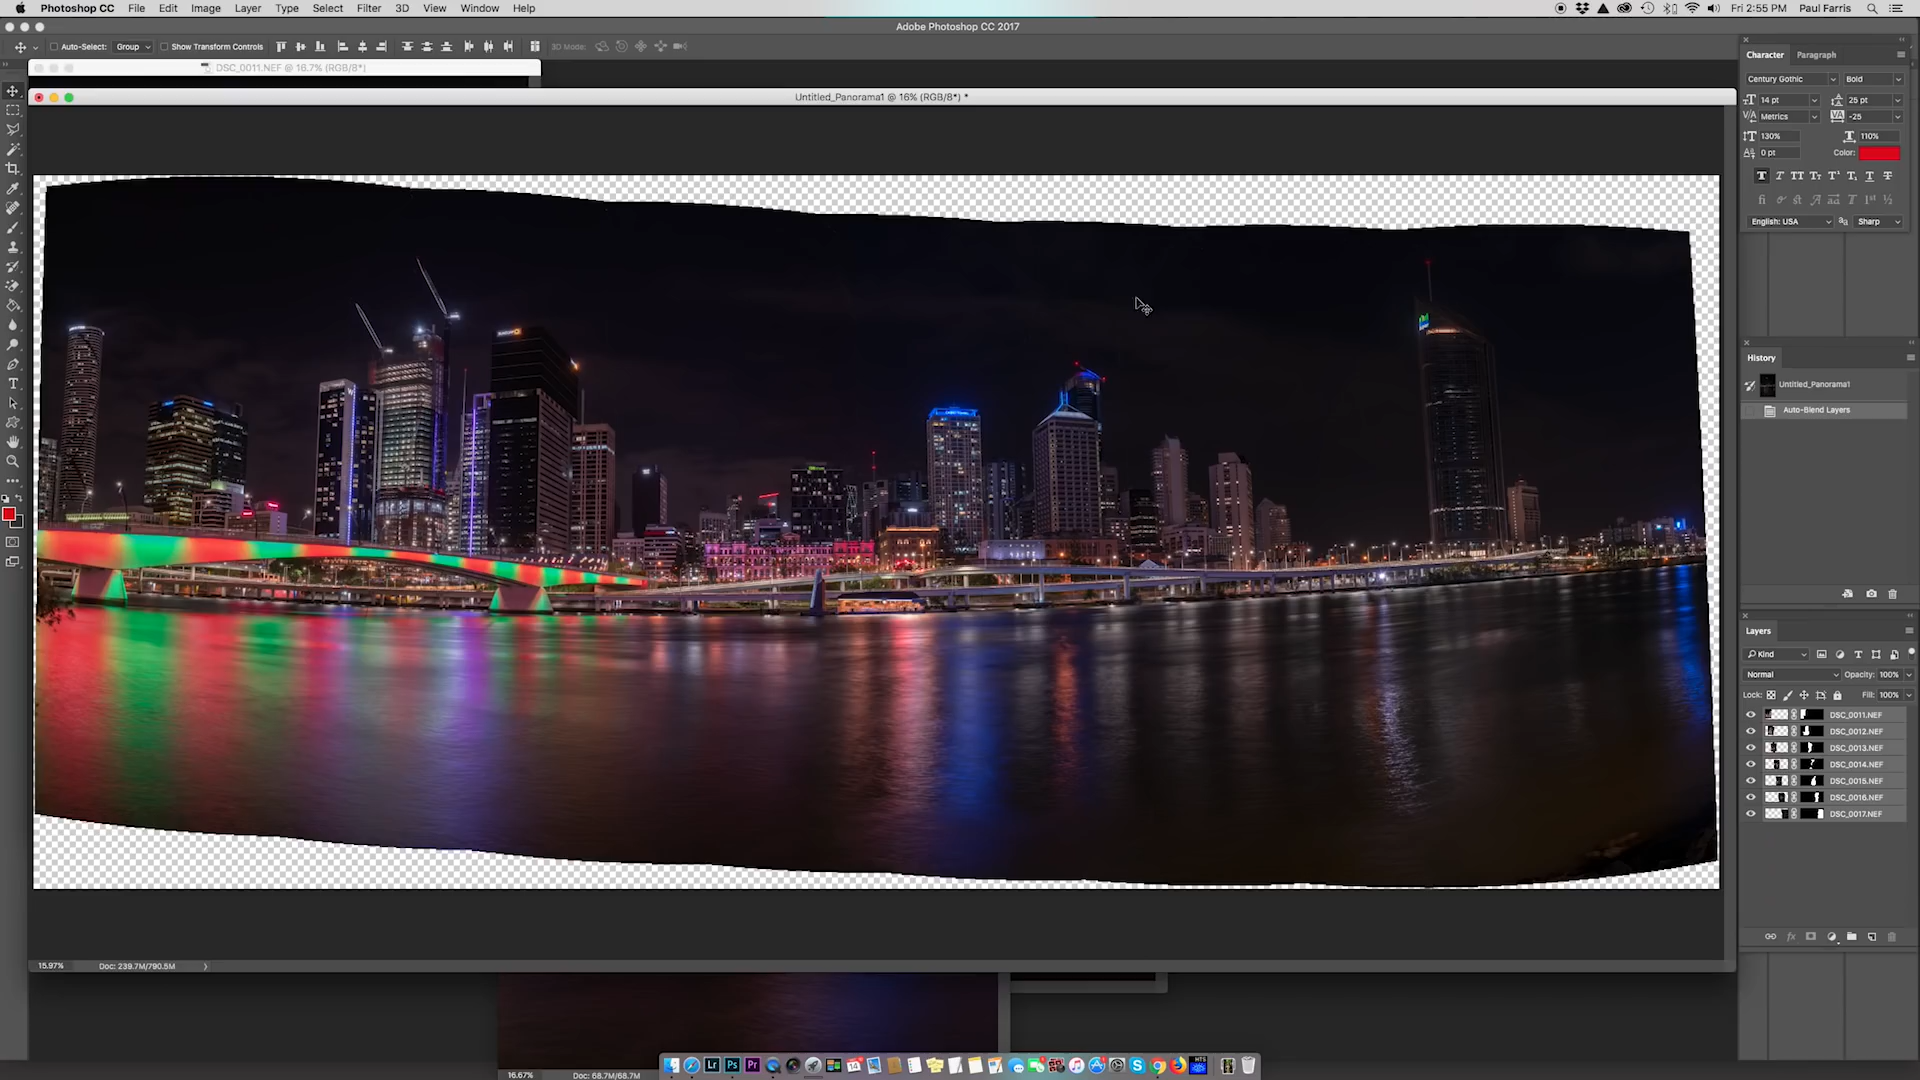 Photoshop CC File Edit Image Layer Type Select Filter 3D View Window Help
Fri 2:55 PM Paul Farris
Adobe Photoshop CC 2017
Auto-Select: Group Show Transform Controls 3D Mode:
DSC_0011.NEF @ 16.7% (RGB/8*)
Untitled_Panorama1 @ 16% (RGB/8*) *
Character Paragraph
Century Gothic Bold
14 pt 25 pt
Metrics -25
130% 110%
0 pt Color:
English: USA Sharp
History
Untitled_Panorama1
Auto-Blend Layers
Layers
Kind
Normal Opacity: 100%
Lock: Fill: 100%
DSC_0011.NEF
DSC_0012.NEF
DSC_0013.NEF
DSC_0014.NEF
DSC_0015.NEF
DSC_0016.NEF
DSC_0017.NEF
15.97% Doc: 239.7M/790.5M
16.67% Doc: 68.7M/68.7M
Lr Ps Pr